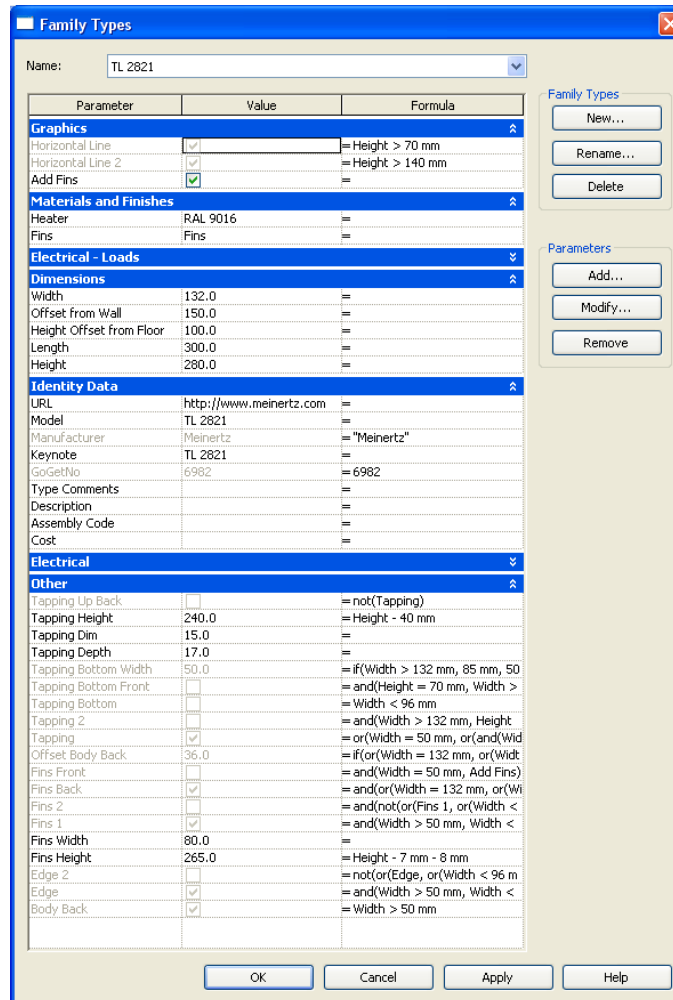 Family Types
Name: TL 2821
Parameter Value Formula
Graphics
Horizontal Line = Height > 70 mm
Horizontal Line 2 = Height > 140 mm
Add Fins =
Materials and Finishes
Heater RAL 9016 =
Fins Fins =
Electrical - Loads
Dimensions
Width 132.0 =
Offset from Wall 150.0 =
Height Offset from Floor 100.0 =
Length 300.0 =
Height 280.0 =
Identity Data
URL http://www.meinertz.com =
Model TL 2821 =
Manufacturer Meinertz = "Meinertz"
Keynote TL 2821 =
GoGetNo 6982 = 6982
Type Comments =
Description =
Assembly Code =
Cost =
Electrical
Other
Tapping Up Back = not(Tapping)
Tapping Height 240.0 = Height - 40 mm
Tapping Dim 15.0 =
Tapping Depth 17.0 =
Tapping Bottom Width 50.0 = if(Width > 132 mm, 85 mm, 50
Tapping Bottom Front = and(Height = 70 mm, Width >
Tapping Bottom = Width < 96 mm
Tapping 2 = and(Width > 132 mm, Height
Tapping = or(Width = 50 mm, or(and(Wid
Offset Body Back 36.0 = if(or(Width = 132 mm, or(Widt
Fins Front = and(Width = 50 mm, Add Fins)
Fins Back = and(or(Width = 132 mm, or(Wi
Fins 2 = and(not(or(Fins 1, or(Width <
Fins 1 = and(Width > 50 mm, Width <
Fins Width 80.0 =
Fins Height 265.0 = Height - 7 mm - 8 mm
Edge 2 = not(or(Edge, or(Width < 96 m
Edge = and(Width > 50 mm, Width <
Body Back = Width > 50 mm
Family Types
New...
Rename...
Delete
Parameters
Add...
Modify...
Remove
OK Cancel Apply Help